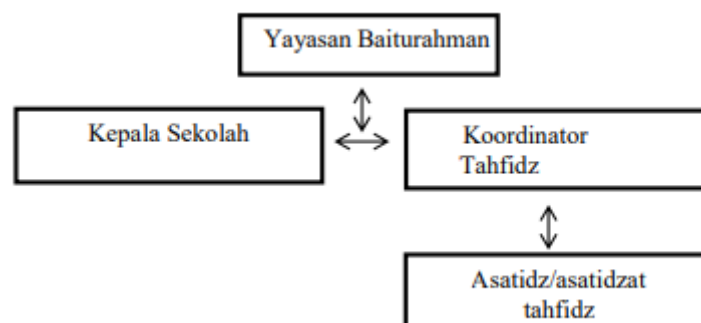 Yayasan Baiturahman
Kepala Sekolah
Koordinator
Tahfidz
Asatidz/asatidzat
tahfidz